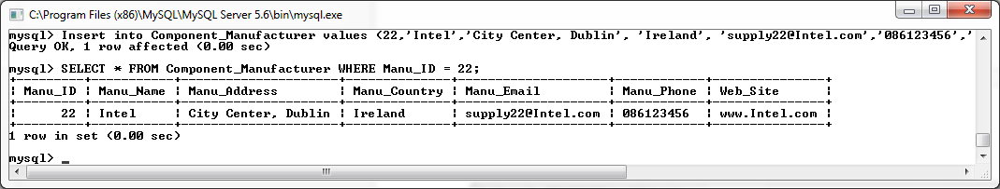 C:\Program Files (x86)\MySQL\MySQL Server 5.6\bin\mysql.exe
mysql> Insert into Component_Manufacturer values (22,'Intel','City Center, Dublin', 'Ireland', 'supply22@Intel.com','086123456','
Query OK, 1 row affected (0.00 sec)
mysql> SELECT * FROM Component_Manufacturer WHERE Manu_ID = 22;
+---------+-----------+---------------------+--------------+--------------------+------------+---------------+
| Manu_ID | Manu_Name | Manu_Address        | Manu_Country | Manu_Email         | Manu_Phone | Web_Site      |
+---------+-----------+---------------------+--------------+--------------------+------------+---------------+
|      22 | Intel     | City Center, Dublin | Ireland      | supply22@Intel.com | 086123456  | www.Intel.com |
+---------+-----------+---------------------+--------------+--------------------+------------+---------------+
1 row in set (0.00 sec)
mysql> _